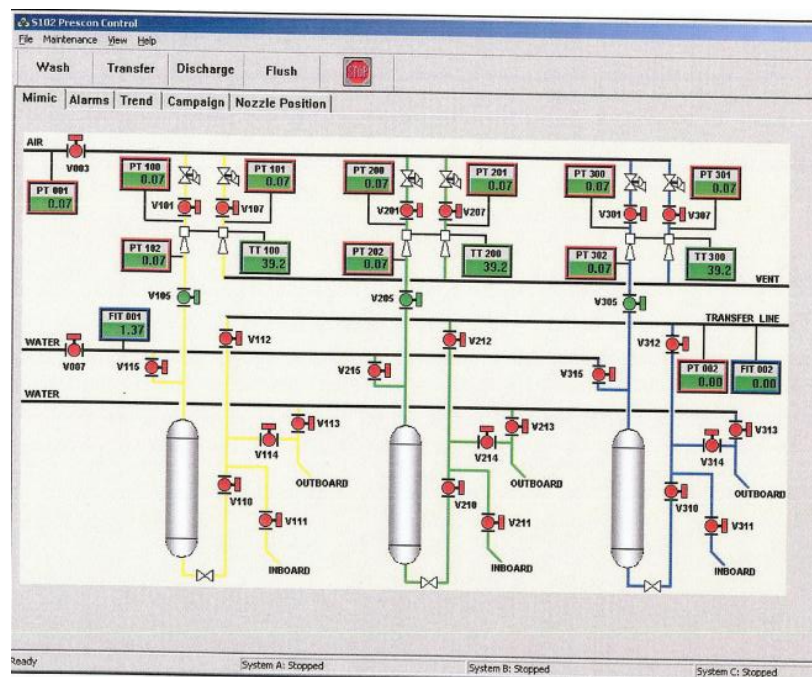 S102 Prescon Control
File Maintenance View Help
Wash Transfer Discharge Flush STOP
Mimic Alarms Trend Campaign Nozzle Position
AIR
V003
PT 001
0.07
PT 100
0.07
PT 101
0.07
V101
V107
PT 102
0.07
TT 100
39.2
PT 200
0.07
PT 201
0.07
V201
V207
PT 202
0.07
TT 200
39.2
PT 300
0.07
PT 301
0.07
V301
V307
PT 302
0.07
TT 300
39.2
VENT
V105
V205
V305
FIT 001
1.37
TRANSFER LINE
WATER
V007
V115
V112
V215
V212
V315
V312
PT 002
0.00
FIT 002
0.00
WATER
V113
V114
OUTBOARD
V110
V111
INBOARD
V213
V214
OUTBOARD
V210
V211
INBOARD
V313
V314
OUTBOARD
V310
V311
INBOARD
Ready System A: Stopped System B: Stopped System C: Stopped